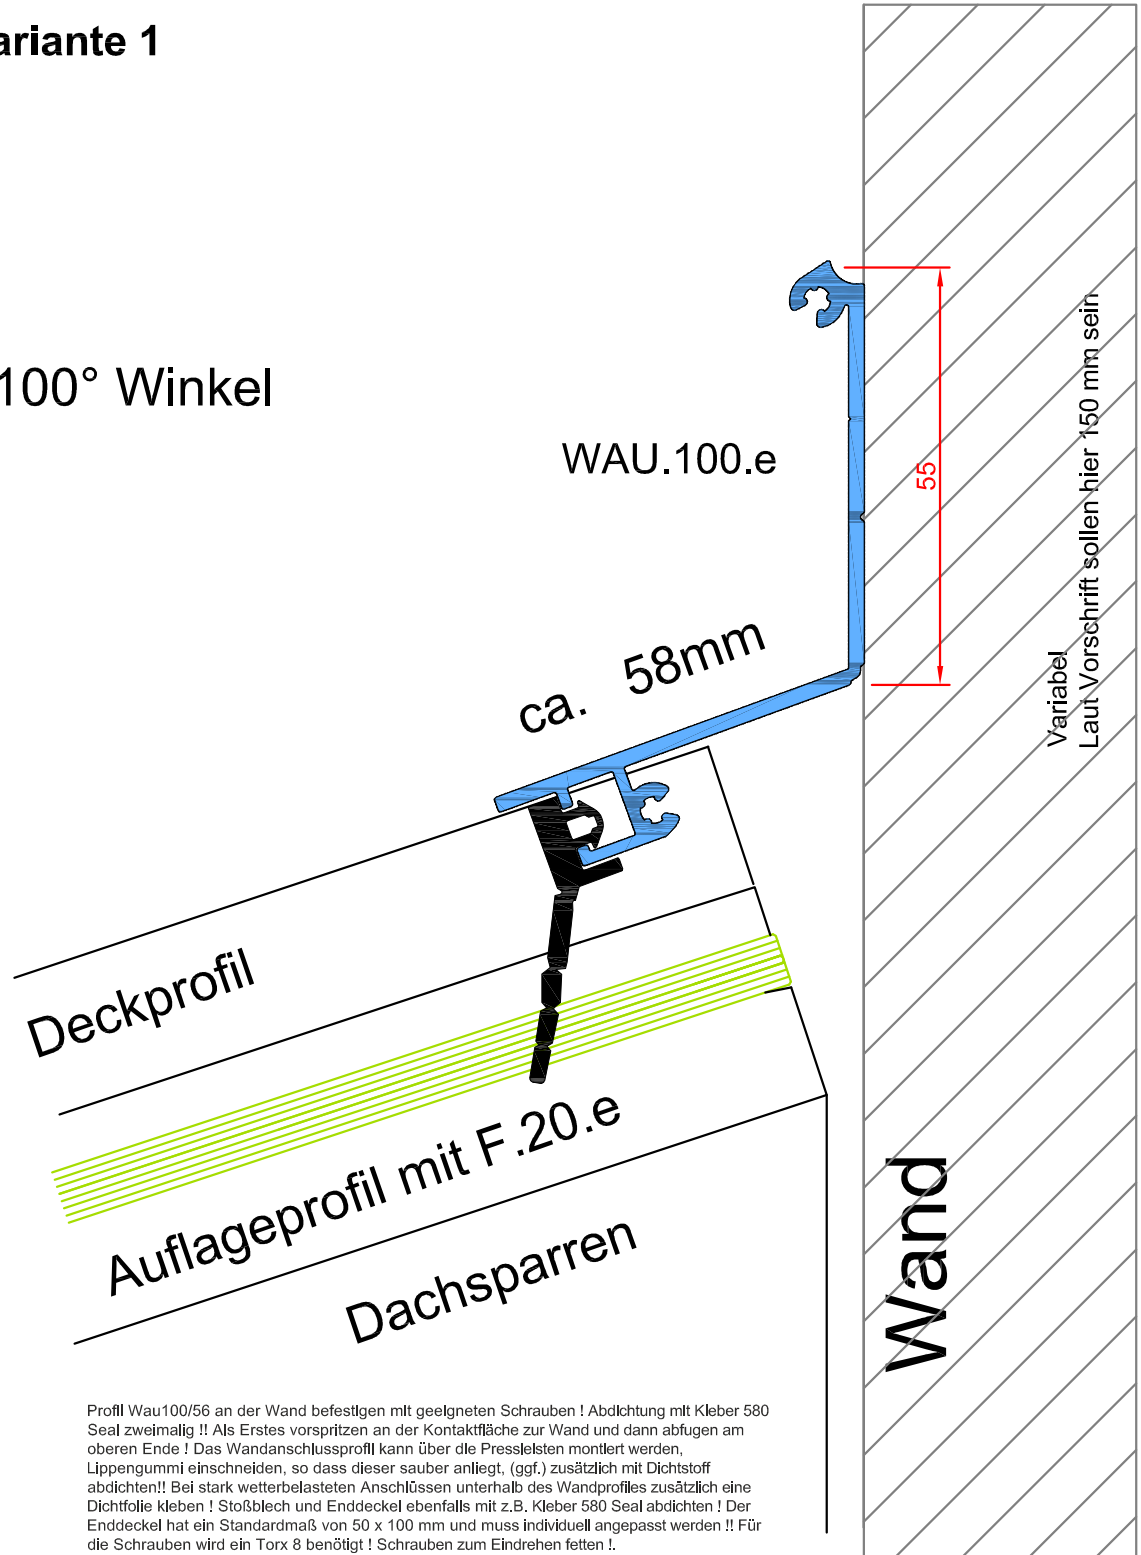 ariante 1
100° Winkel
WAU.100.e
55
Variabel
Laut Vorschrift sollen hier 150 mm sein
ca. 58mm
Deckprofil
Auflageprofil mit F.20.e
Dachsparren
Wand
Profil Wau100/56 an der Wand befestigen mit geeigneten Schrauben ! Abdichtung mit Kleber 580
Seal zweimalig !! Als Erstes vorspritzen an der Kontaktfläche zur Wand und dann abfugen am
oberen Ende ! Das Wandanschlussprofil kann über die Pressleisten montiert werden,
Lippengummi einschneiden, so dass dieser sauber anliegt, (ggf.) zusätzlich mit Dichtstoff
abdichten!! Bei stark wetterbelasteten Anschlüssen unterhalb des Wandprofiles zusätzlich eine
Dichtfolie kleben ! Stoßblech und Enddeckel ebenfalls mit z.B. Kleber 580 Seal abdichten ! Der
Enddeckel hat ein Standardmaß von 50 x 100 mm und muss individuell angepasst werden !! Für
die Schrauben wird ein Torx 8 benötigt ! Schrauben zum Eindrehen fetten !.